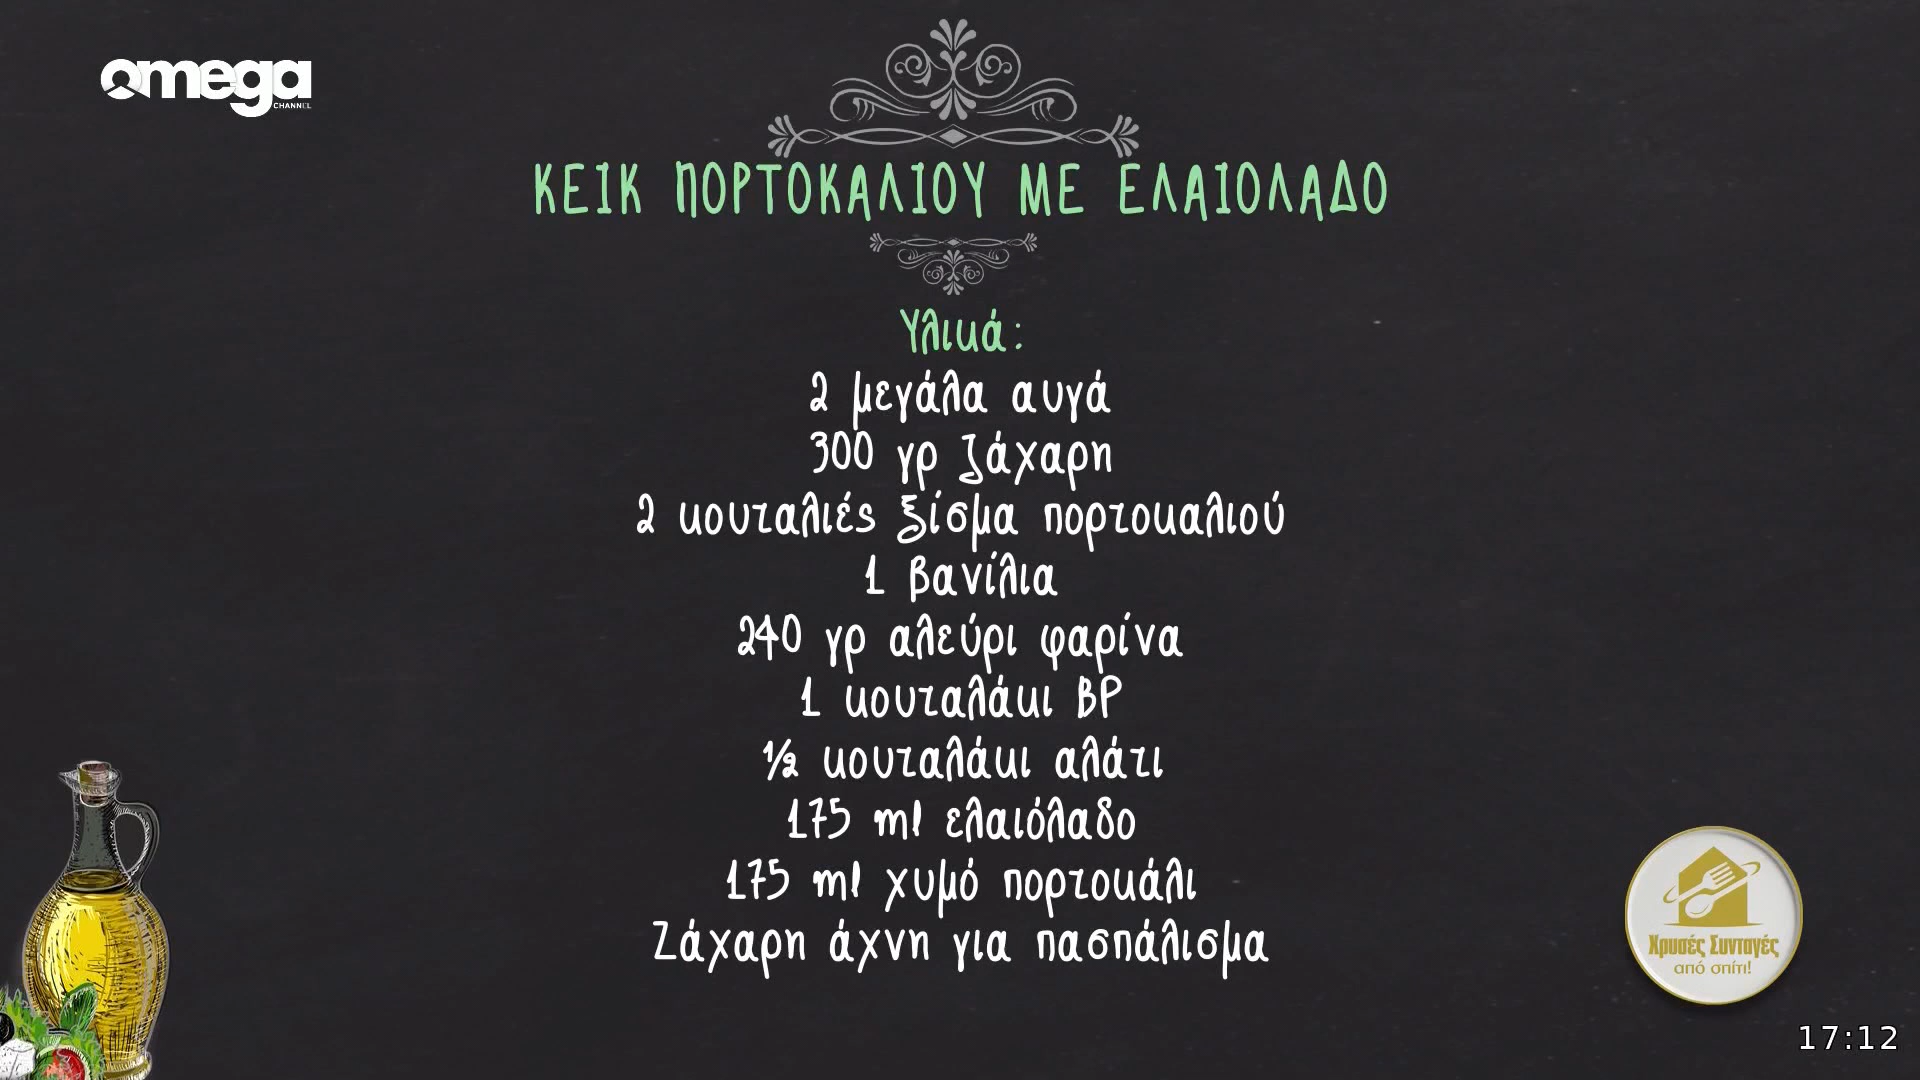 omega
CHANNEL
ΚΕΙΚ ΠΟΡΤΟΚΑΛΙΟΥ ΜΕ ΕΛΑΙΟΛΑΔΟ
Υλικά:
2 μεγάλα αυγά
300 γρ ζάχαρη
2 κουταλιές ξίσμα πορτοκαλιού
1 βανίλια
240 γρ αλεύρι φαρίνα
1 κουταλάκι BP
½ κουταλάκι αλάτι
175 ml ελαιόλαδο
175 ml χυμό πορτοκάλι
Ζάχαρη άχνη για πασπάλισμα
Χρυσές Συνταγές
από σπίτι!
17:12